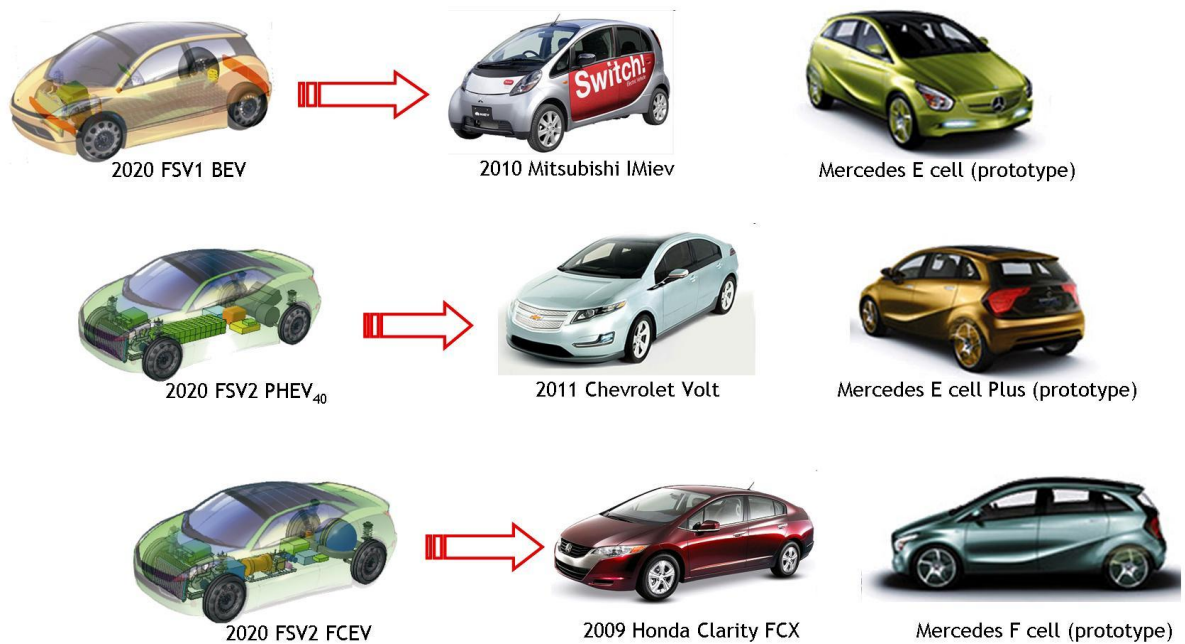 Switch!
2020 FSV1 BEV
2010 Mitsubishi IMiev
Mercedes E cell (prototype)
2020 FSV2 PHEV₄₀
2011 Chevrolet Volt
Mercedes E cell Plus (prototype)
2020 FSV2 FCEV
2009 Honda Clarity FCX
Mercedes F cell (prototype)